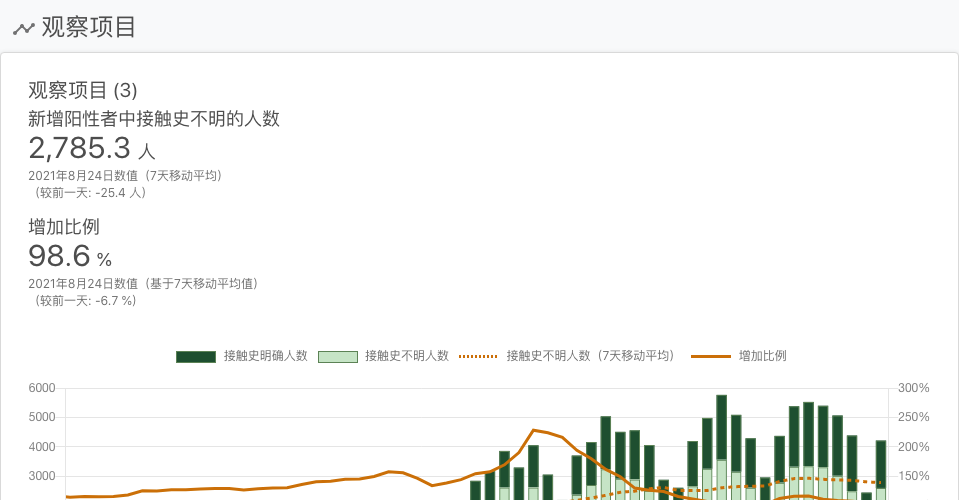 观察项目
观察项目 (3)
新增阳性者中接触史不明的人数
2,785.3 人
2021年8月24日数值（7天移动平均）
（较前一天: -25.4 人）
增加比例
98.6 %
2021年8月24日数值（基于7天移动平均值）
（较前一天: -6.7 %）
接触史明确人数 接触史不明人数 接触史不明人数（7天移动平均） 增加比例
6000 300%
5000 250%
4000 200%
3000 150%